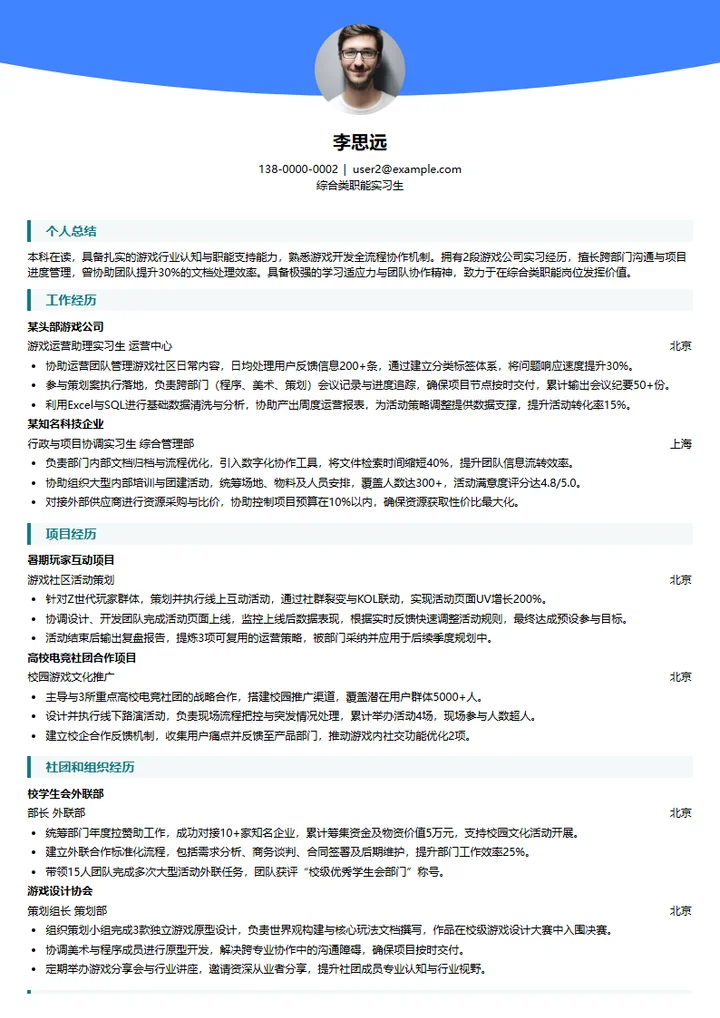 李思远
138-0000-0002 | user2@example.com
综合类职能实习生
个人总结
本科在读，具备扎实的游戏行业认知与职能支持能力，熟悉游戏开发全流程协作机制。拥有2段游戏公司实习经历，擅长跨部门沟通与项目
进度管理，曾协助团队提升30%的文档处理效率。具备极强的学习适应力与团队协作精神，致力于在综合类职能岗位发挥价值。
工作经历
某头部游戏公司
游戏运营助理实习生 运营中心 北京
• 协助运营团队管理游戏社区日常内容，日均处理用户反馈信息200+条，通过建立分类标签体系，将问题响应速度提升30%。
• 参与策划案执行落地，负责跨部门（程序、美术、策划）会议记录与进度追踪，确保项目节点按时交付，累计输出会议纪要50+份。
• 利用Excel与SQL进行基础数据清洗与分析，协助产出周度运营报表，为活动策略调整提供数据支撑，提升活动转化率15%。
某知名科技企业
行政与项目协调实习生 综合管理部 上海
• 负责部门内部文档归档与流程优化，引入数字化协作工具，将文件检索时间缩短40%，提升团队信息流转效率。
• 协助组织大型内部培训与团建活动，统筹场地、物料及人员安排，覆盖人数达300+，活动满意度评分达4.8/5.0。
• 对接外部供应商进行资源采购与比价，协助控制项目预算在10%以内，确保资源获取性价比最大化。
项目经历
暑期玩家互动项目
游戏社区活动策划 北京
• 针对Z世代玩家群体，策划并执行线上互动活动，通过社群裂变与KOL联动，实现活动页面UV增长200%。
• 协调设计、开发团队完成活动页面上线，监控上线后数据表现，根据实时反馈快速调整活动规则，最终达成预设参与目标。
• 活动结束后输出复盘报告，提炼3项可复用的运营策略，被部门采纳并应用于后续季度规划中。
高校电竞社团合作项目
校园游戏文化推广 北京
• 主导与3所重点高校电竞社团的战略合作，搭建校园推广渠道，覆盖潜在用户群体5000+人。
• 设计并执行线下路演活动，负责现场流程把控与突发情况处理，累计举办活动4场，现场参与人数超人。
• 建立校企合作反馈机制，收集用户痛点并反馈至产品部门，推动游戏内社交功能优化2项。
社团和组织经历
校学生会外联部
部长 外联部 北京
• 统筹部门年度拉赞助工作，成功对接10+家知名企业，累计筹集资金及物资价值5万元，支持校园文化活动开展。
• 建立外联合作标准化流程，包括需求分析、商务谈判、合同签署及后期维护，提升部门工作效率25%。
• 带领15人团队完成多次大型活动外联任务，团队获评“校级优秀学生会部门”称号。
游戏设计协会
策划组长 策划部 北京
• 组织策划小组完成3款独立游戏原型设计，负责世界观构建与核心玩法文档撰写，作品在校级游戏设计大赛中入围决赛。
• 协调美术与程序成员进行原型开发，解决跨专业协作中的沟通障碍，确保项目按时交付。
• 定期举办游戏分享会与行业讲座，邀请资深从业者分享，提升社团成员专业认知与行业视野。